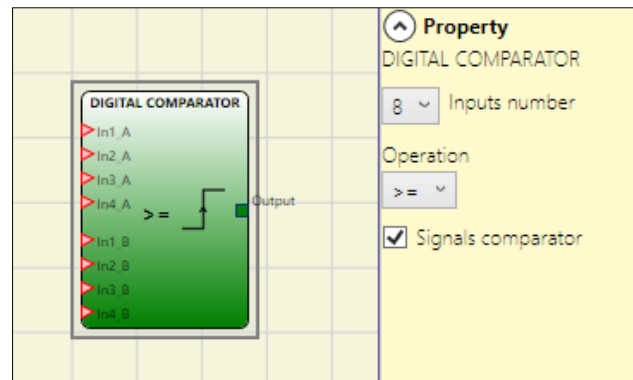 DIGITAL COMPARATOR
In1_A
In2_A
In3_A
In4_A
>=
Output
In1_B
In2_B
In3_B
In4_B
Property
DIGITAL COMPARATOR
8 Inputs number
Operation
>=
Signals comparator